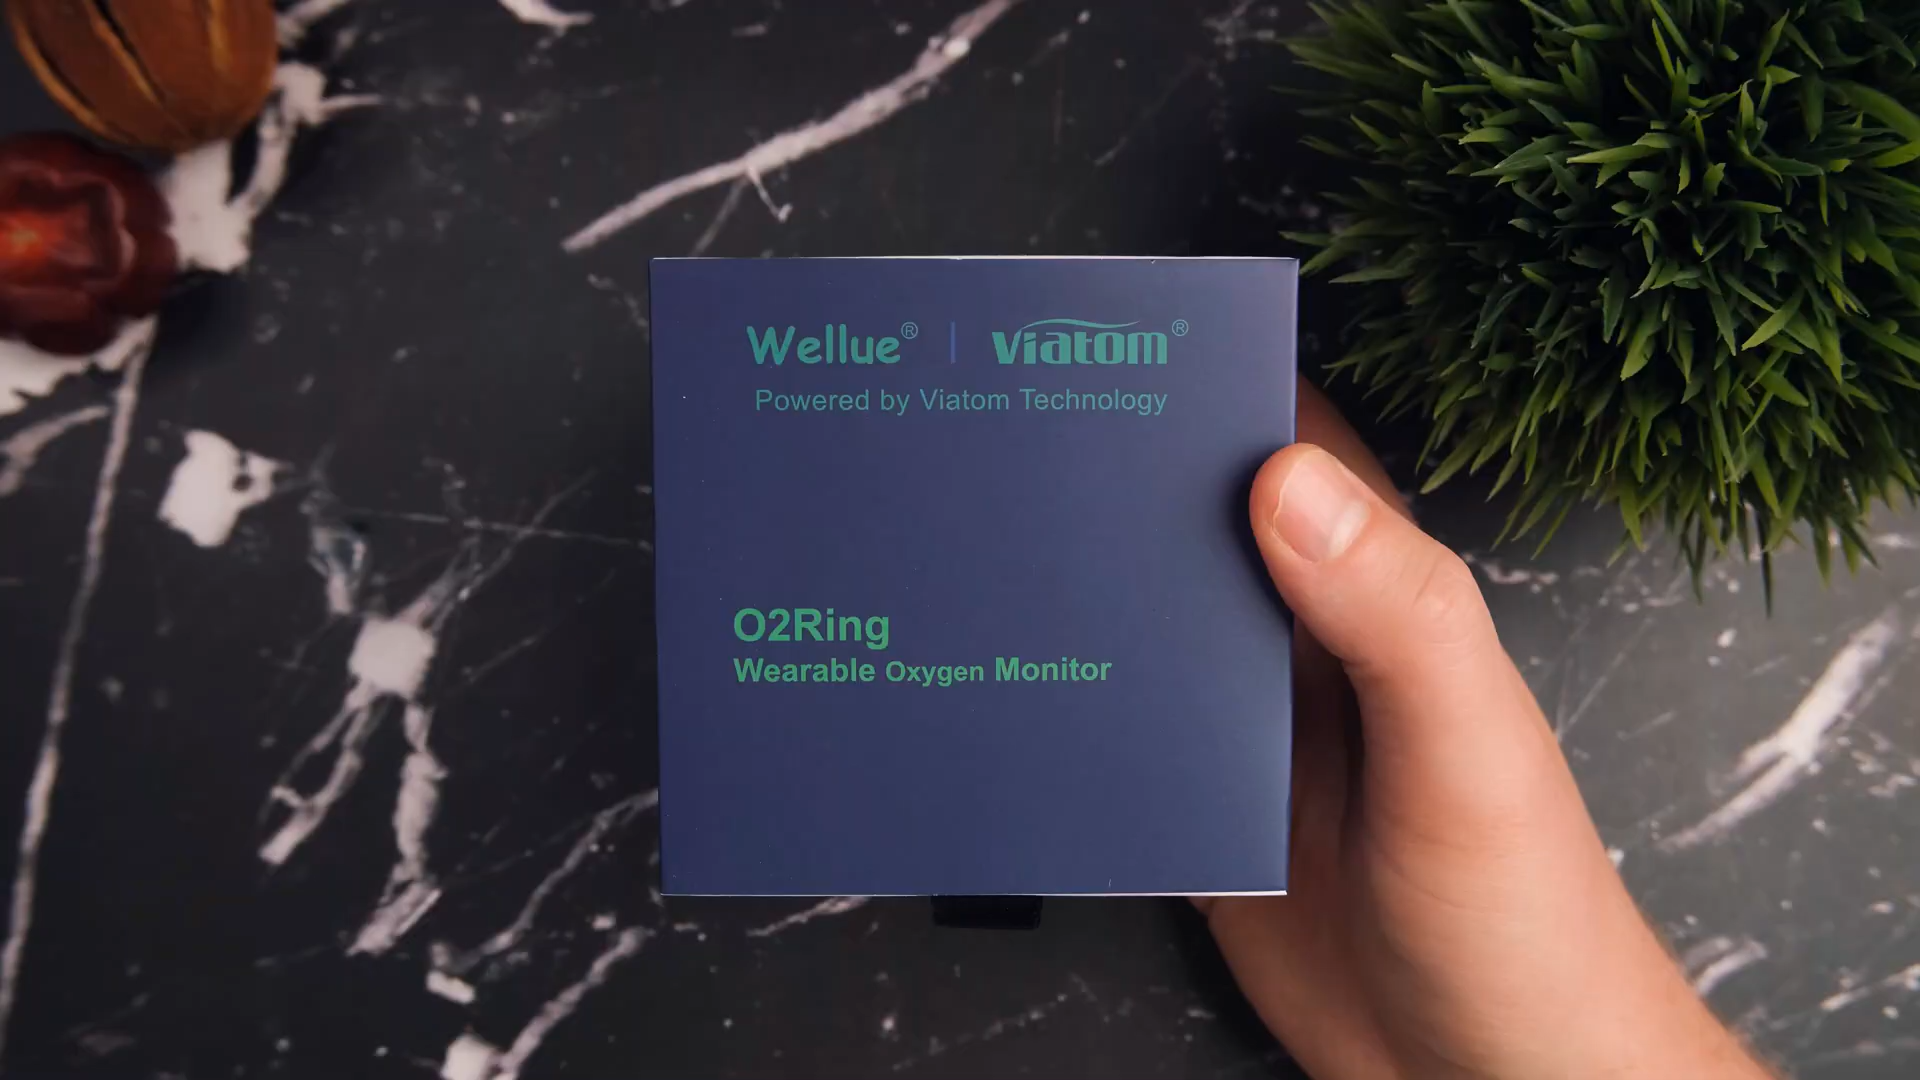 Wellue® | Viatom®
Powered by Viatom Technology
O2Ring
Wearable Oxygen Monitor